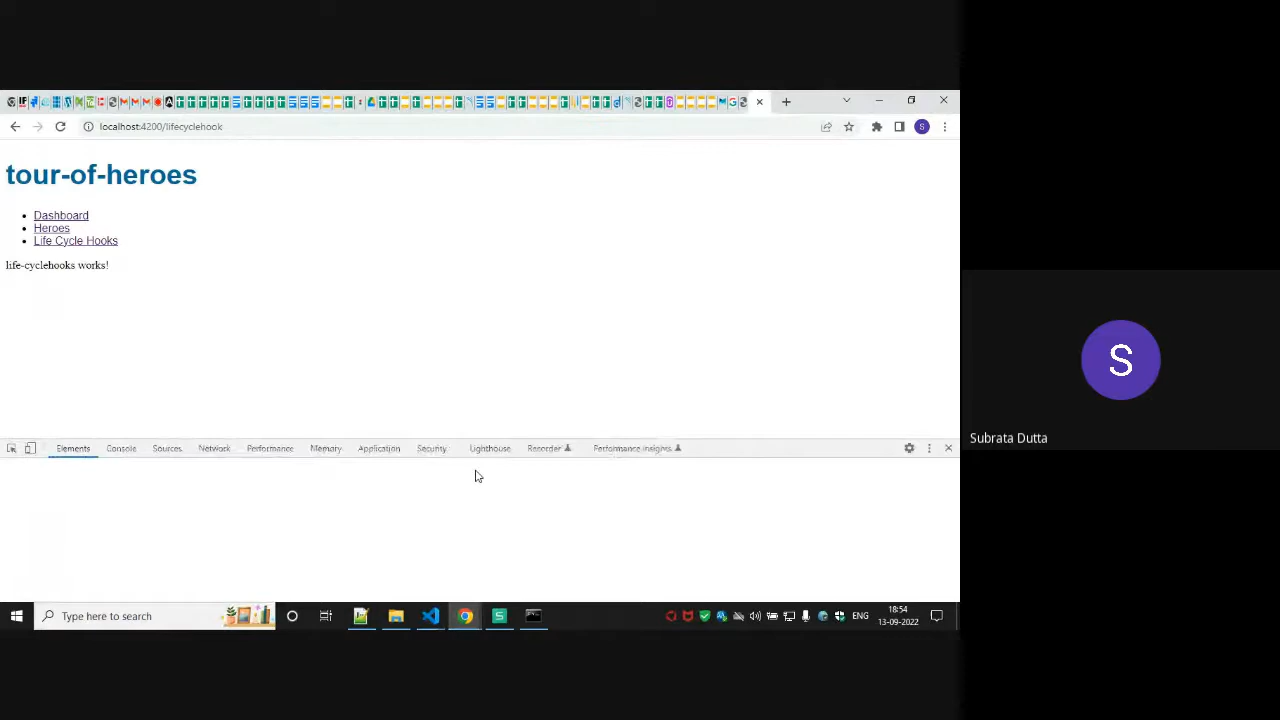 localhost:4200/lifecyclehook
S
tour-of-heroes
Dashboard
Heroes
Life Cycle Hooks
life-cyclehooks works!
S
Subrata Dutta
Elements Console Sources Network Performance Memory Application Security Lighthouse Recorder Performance insights
Type here to search
ENG
18:54
13-09-2022